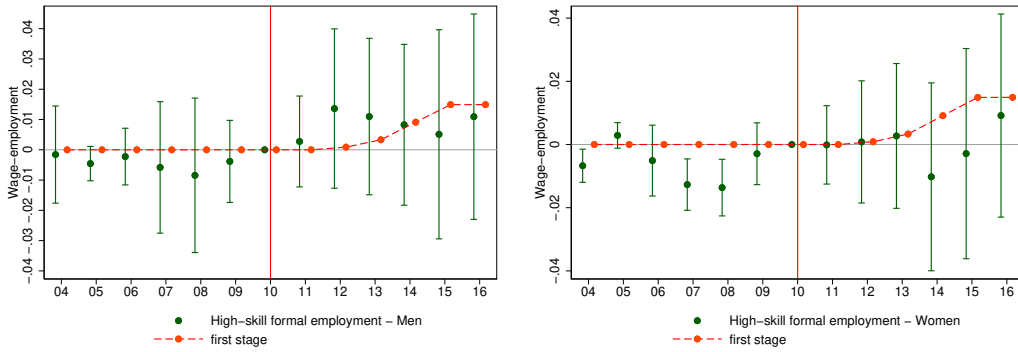 Wage−employment
.04
.03
.02
.01
0
−.01
−.02
−.03
−.04
04 05 06 07 08 09 10 11 12 13 14 15 16
High−skill formal employment − Men
first stage
Wage−employment
.04
.02
0
−.02
−.04
04 05 06 07 08 09 10 11 12 13 14 15 16
High−skill formal employment − Women
first stage